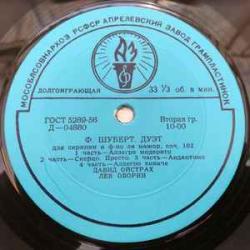 МОСОБЛСОВНАРХОЗ РСФСР АПРЕЛЕВСКИЙ ЗАВОД ГРАМПЛАСТИНОК
АЗ
ДОЛГОИГРАЮЩАЯ
33 1/3 об. в мин.
ГОСТ 5289-56
Вторая гр.
Д—04880
10-00
Ф. ШУБЕРТ. ДУЭТ
для скрипки и ф-но ля мажор, соч. 162
1 часть—Аллегро модерато
2 часть—Скерцо. Престо 3 часть—Андантино
4 часть—Аллегро виваче
ДАВИД ОЙСТРАХ
ЛЕВ ОБОРИН